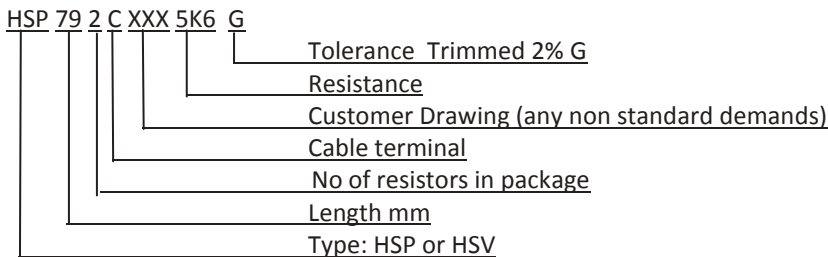 HSP 79 2 C XXX 5K6 G
Tolerance Trimmed 2% G
Resistance
Customer Drawing (any non standard demands)
Cable terminal
No of resistors in package
Length mm
Type: HSP or HSV